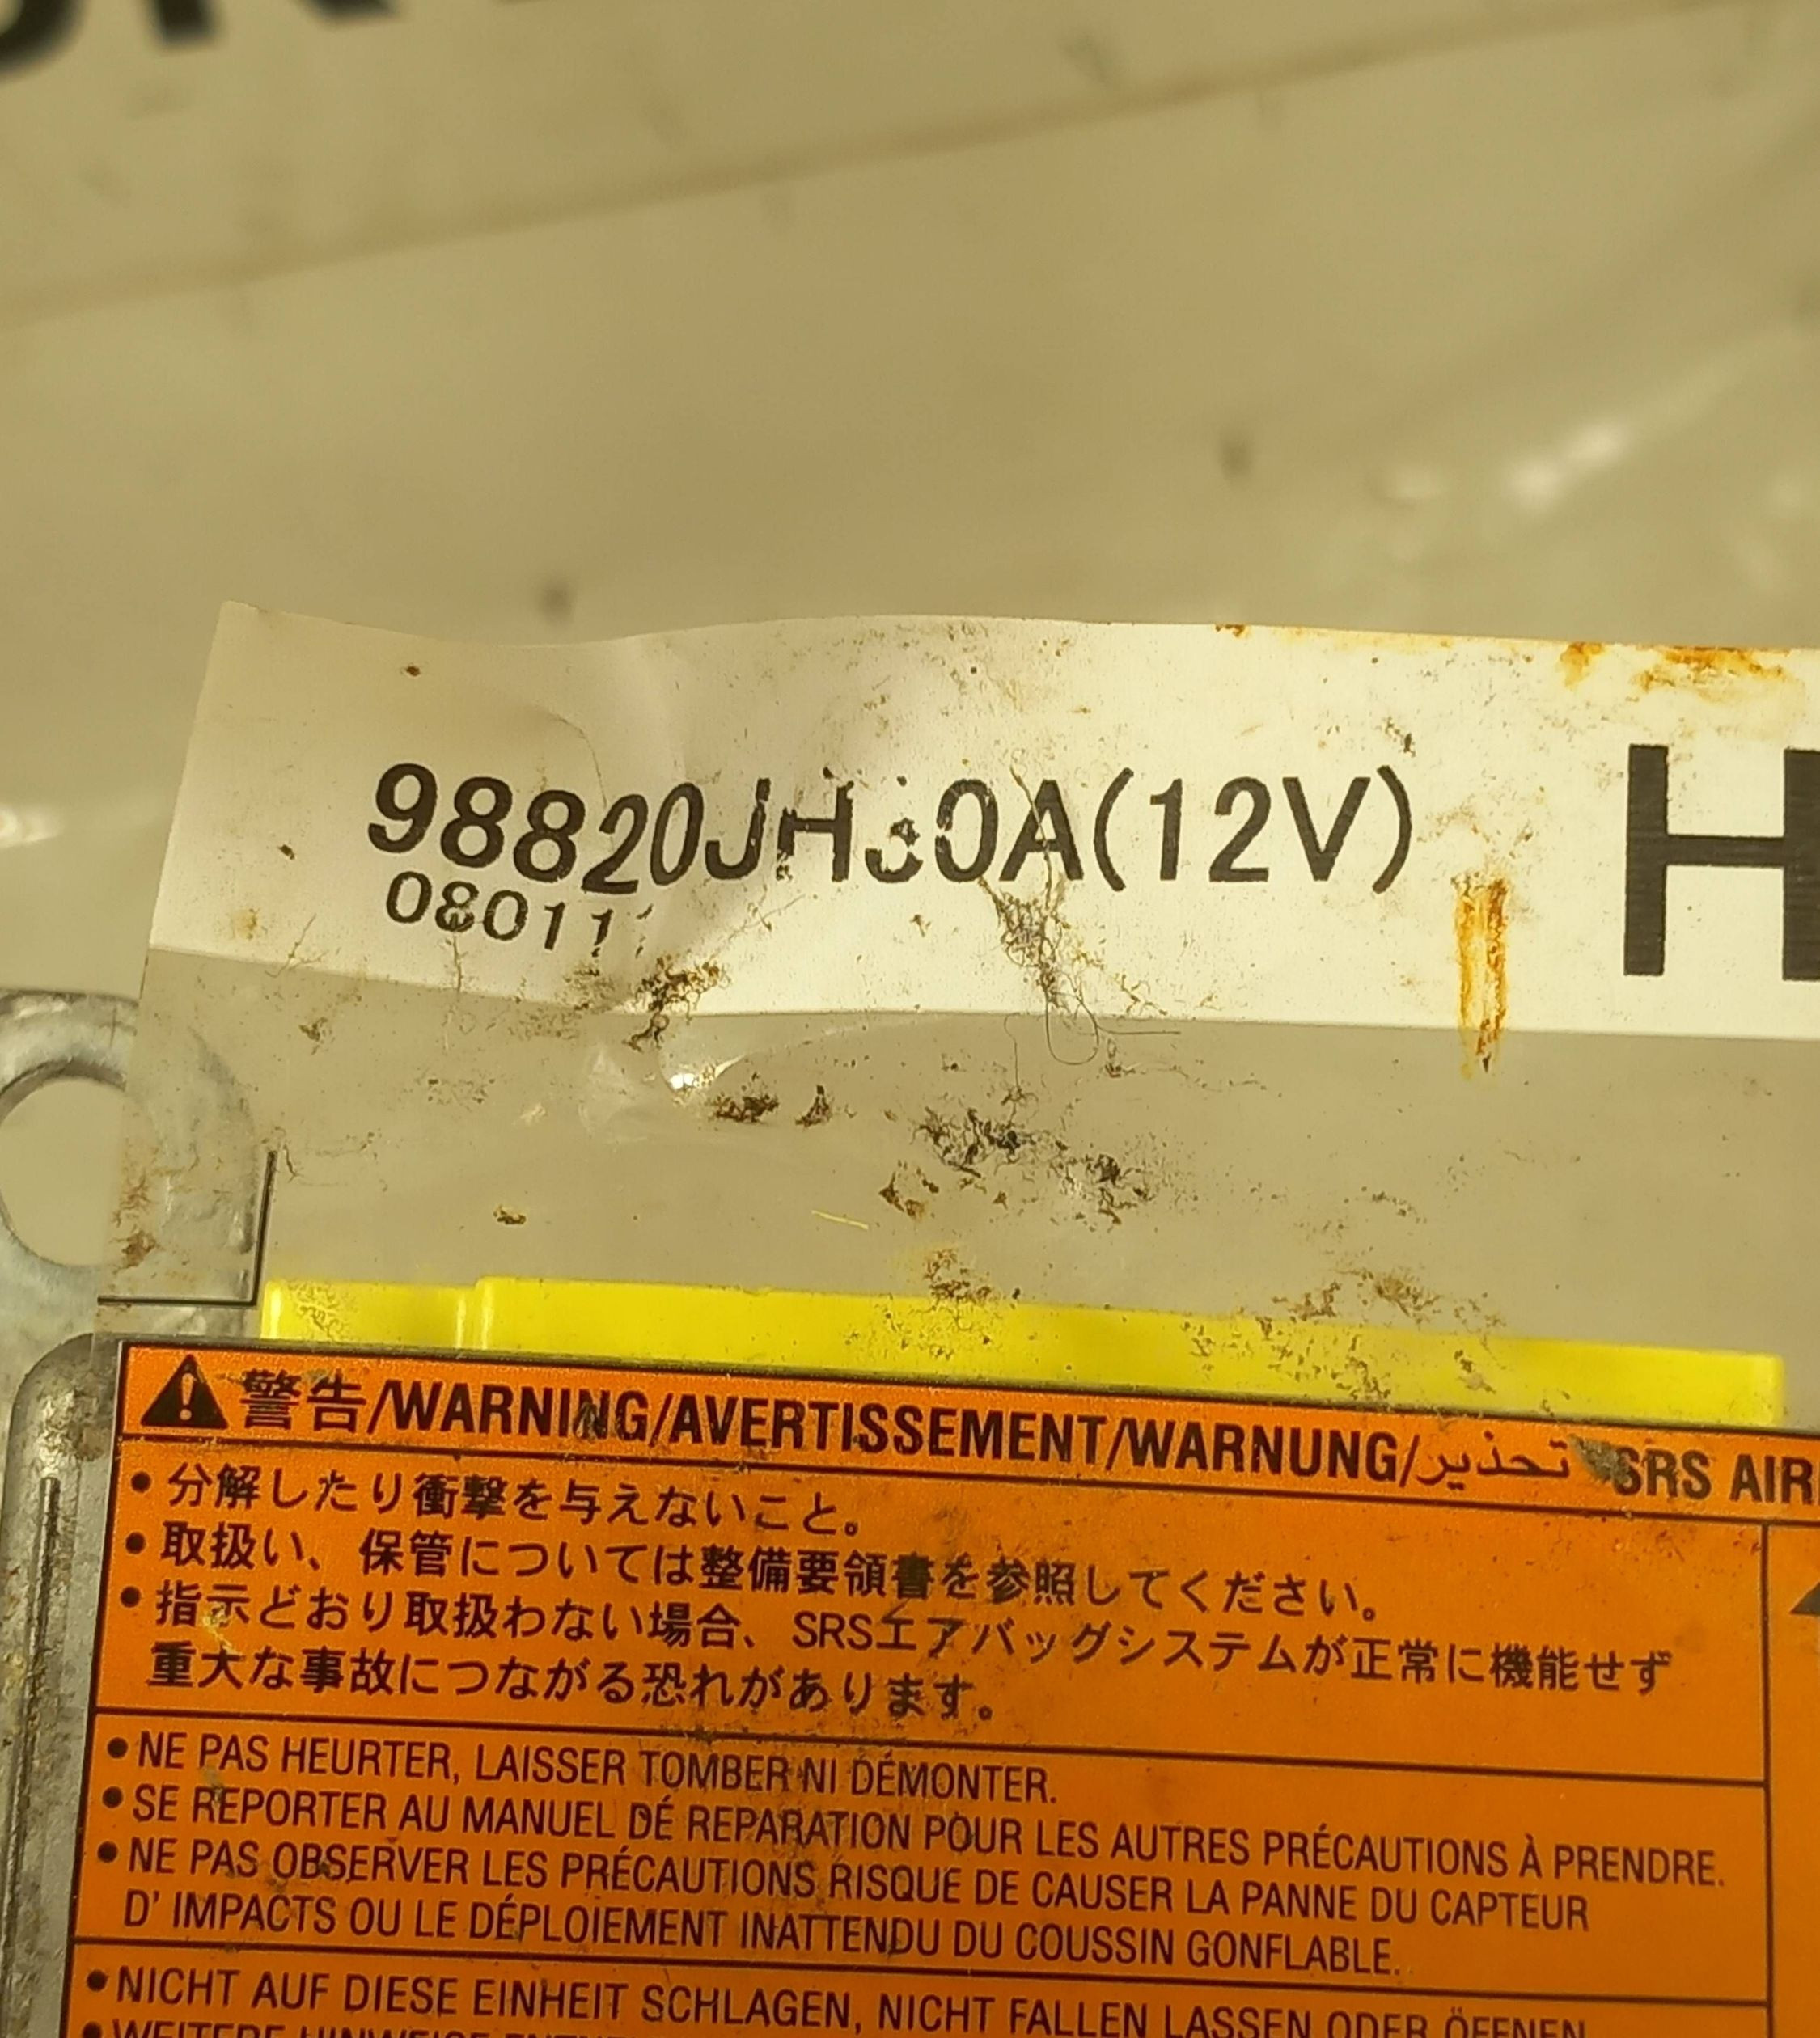 98820JH30A(12V)
H
08011
警告/WARNING/AVERTISSEMENT/WARNUNG/تحذير SRS AIR
• 分解したり衝撃を与えないこと。
• 取扱い、保管については整備要領書を参照してください。
• 指示どおり取扱わない場合、SRSエアバッグシステムが正常に機能せず
重大な事故につながる恐れがあります。
• NE PAS HEURTER, LAISSER TOMBER NI DÉMONTER.
• SE REPORTER AU MANUEL DÉ REPARATION POUR LES AUTRES PRÉCAUTIONS À PRENDRE.
• NE PAS OBSERVER LES PRÉCAUTIONS RISQUE DE CAUSER LA PANNE DU CAPTEUR
D' IMPACTS OU LE DÉPLOIEMENT INATTENDU DU COUSSIN GONFLABLE.
• NICHT AUF DIESE EINHEIT SCHLAGEN, NICHT FALLEN LASSEN ODER ÖFFNEN
• WEITERE HINWEISE